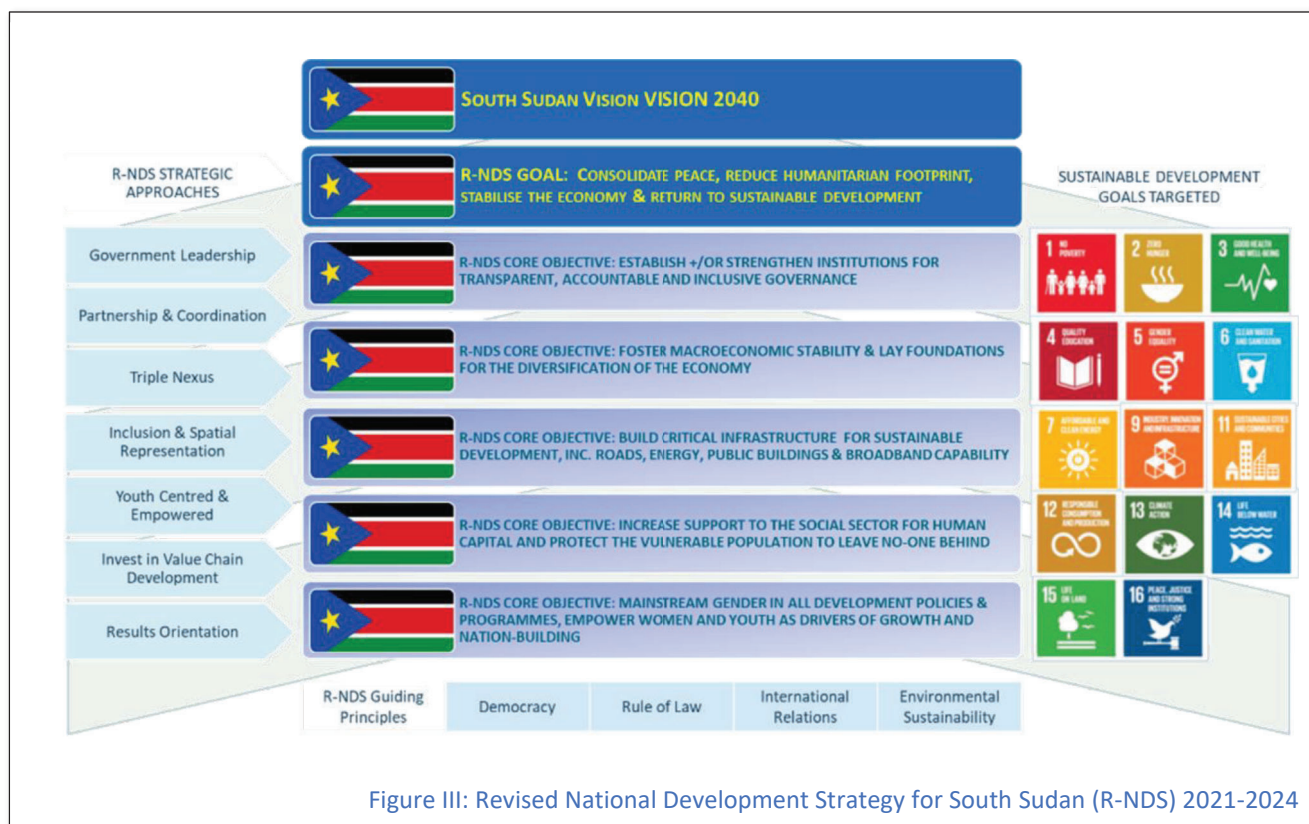 SOUTH SUDAN VISION VISION 2040
R-NDS GOAL: CONSOLIDATE PEACE, REDUCE HUMANITARIAN FOOTPRINT,
STABILISE THE ECONOMY & RETURN TO SUSTAINABLE DEVELOPMENT
R-NDS STRATEGIC
APPROACHES
Government Leadership
Partnership & Coordination
Triple Nexus
Inclusion & Spatial
Representation
Youth Centred &
Empowered
Invest in Value Chain
Development
Results Orientation
R-NDS CORE OBJECTIVE: ESTABLISH +/OR STRENGTHEN INSTITUTIONS FOR
TRANSPARENT, ACCOUNTABLE AND INCLUSIVE GOVERNANCE
R-NDS CORE OBJECTIVE: FOSTER MACROECONOMIC STABILITY & LAY FOUNDATIONS
FOR THE DIVERSIFICATION OF THE ECONOMY
R-NDS CORE OBJECTIVE: BUILD CRITICAL INFRASTRUCTURE FOR SUSTAINABLE
DEVELOPMENT, INC. ROADS, ENERGY, PUBLIC BUILDINGS & BROADBAND CAPABILITY
R-NDS CORE OBJECTIVE: INCREASE SUPPORT TO THE SOCIAL SECTOR FOR HUMAN
CAPITAL AND PROTECT THE VULNERABLE POPULATION TO LEAVE NO-ONE BEHIND
R-NDS CORE OBJECTIVE: MAINSTREAM GENDER IN ALL DEVELOPMENT POLICIES &
PROGRAMMES, EMPOWER WOMEN AND YOUTH AS DRIVERS OF GROWTH AND
NATION-BUILDING
SUSTAINABLE DEVELOPMENT
GOALS TARGETED
1 NO
POVERTY
2 ZERO
HUNGER
3 GOOD HEALTH
AND WELL-BEING
4 QUALITY
EDUCATION
5 GENDER
EQUALITY
6 CLEAN WATER
AND SANITATION
7 AFFORDABLE AND
CLEAN ENERGY
9 INDUSTRY, INNOVATION
AND INFRASTRUCTURE
11 SUSTAINABLE CITIES
AND COMMUNITIES
12 RESPONSIBLE
CONSUMPTION
AND PRODUCTION
13 CLIMATE
ACTION
14 LIFE
BELOW WATER
15 LIFE
ON LAND
16 PEACE, JUSTICE
AND STRONG
INSTITUTIONS
R-NDS Guiding
Principles
Democracy
Rule of Law
International
Relations
Environmental
Sustainability
Figure III: Revised National Development Strategy for South Sudan (R-NDS) 2021-2024